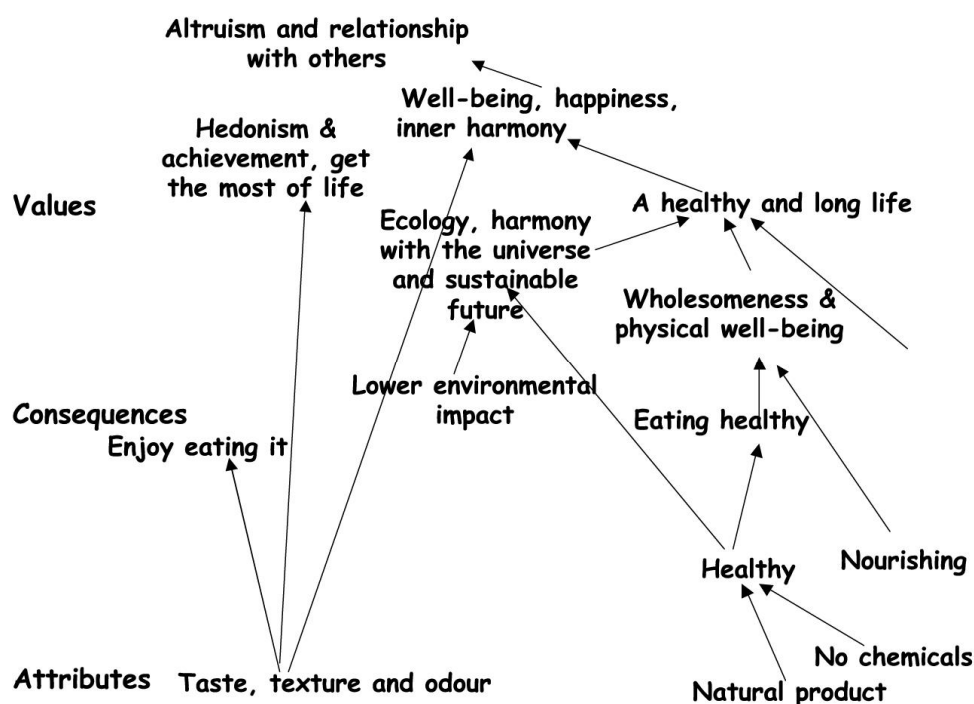 Altruism and relationship
with others
Well-being, happiness,
inner harmony
Hedonism &
achievement, get
the most of life
Values
A healthy and long life
Ecology, harmony
with the universe
and sustainable
future
Wholesomeness &
physical well-being
Lower environmental
impact
Consequences
Eating healthy
Enjoy eating it
Nourishing
Healthy
No chemicals
Attributes
Taste, texture and odour
Natural product